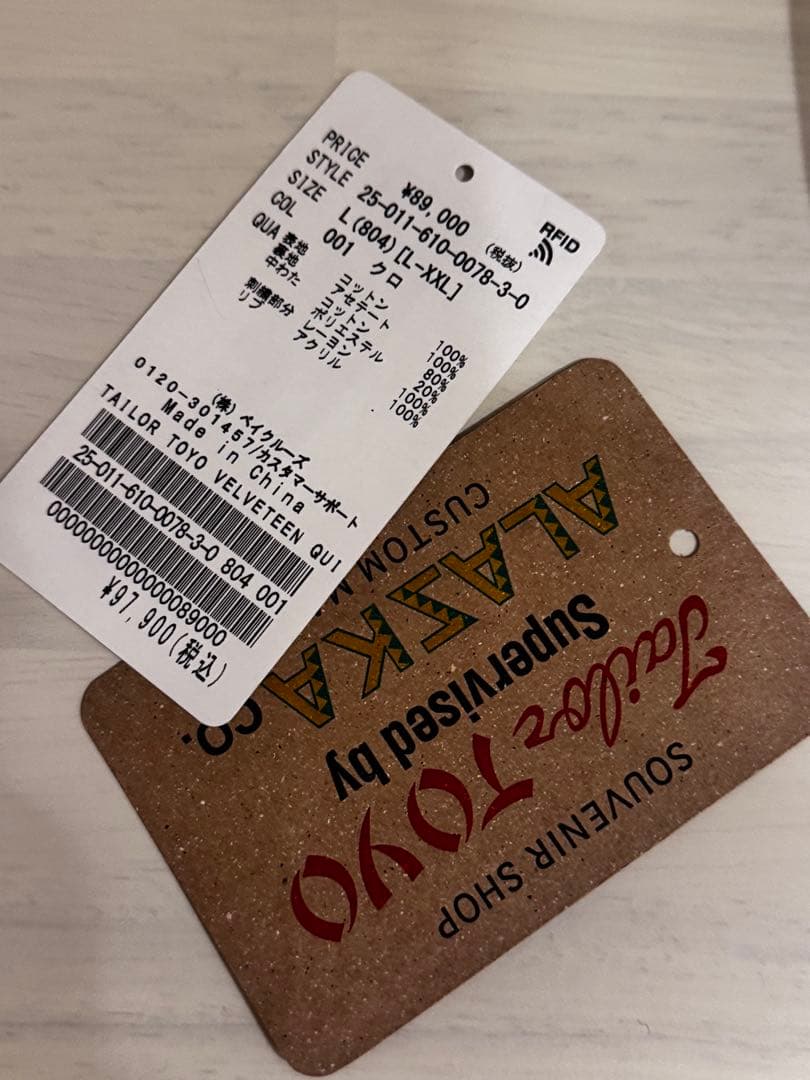 RFID
PRICE ¥89,000 (税抜)
STYLE 25-011-610-0078-3-0
SIZE L(804)[L-XXL]
COL 001 クロ
QUA 表地 コットン 100%
裏地 アセテート 100%
中わた コットン 80%
ポリエステル 20%
刺繍部分 レーヨン 100%
リブ アクリル 100%
(株) ベイクルーズ
0120-301457/カスタマーサポート
Made in China
TAILOR TOYO VELVETEEN QUI
25-011-610-0078-3-0 804 001
¥97,900(税込)
ALASKA
CUSTOM M
CO.
Supervised by
Tailor TOYO
SOUVENIR SHOP